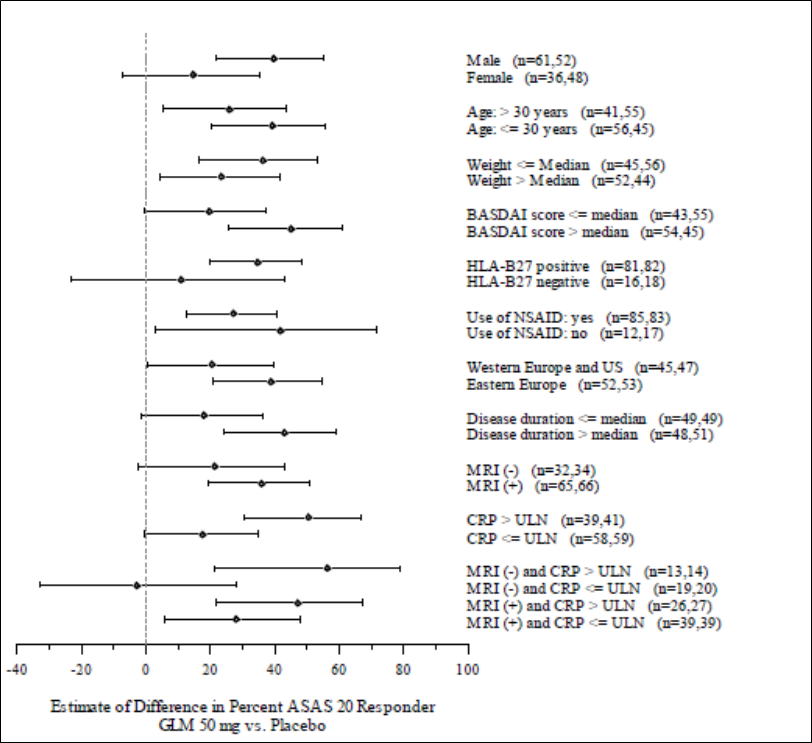 Male (n=61,52)
Female (n=36,48)
Age: > 30 years (n=41,55)
Age: <= 30 years (n=56,45)
Weight <= Median (n=45,56)
Weight > Median (n=52,44)
BASDAI score <= median (n=43,55)
BASDAI score > median (n=54,45)
HLA-B27 positive (n=81,82)
HLA-B27 negative (n=16,18)
Use of NSAID: yes (n=85,83)
Use of NSAID: no (n=12,17)
Western Europe and US (n=45,47)
Eastern Europe (n=52,53)
Disease duration <= median (n=49,49)
Disease duration > median (n=48,51)
MRI (-) (n=32,34)
MRI (+) (n=65,66)
CRP > ULN (n=39,41)
CRP <= ULN (n=58,59)
MRI (-) and CRP > ULN (n=13,14)
MRI (-) and CRP <= ULN (n=19,20)
MRI (+) and CRP > ULN (n=26,27)
MRI (+) and CRP <= ULN (n=39,39)
-40 -20 0 20 40 60 80 100
Estimate of Difference in Percent ASAS 20 Responder
GLM 50 mg vs. Placebo